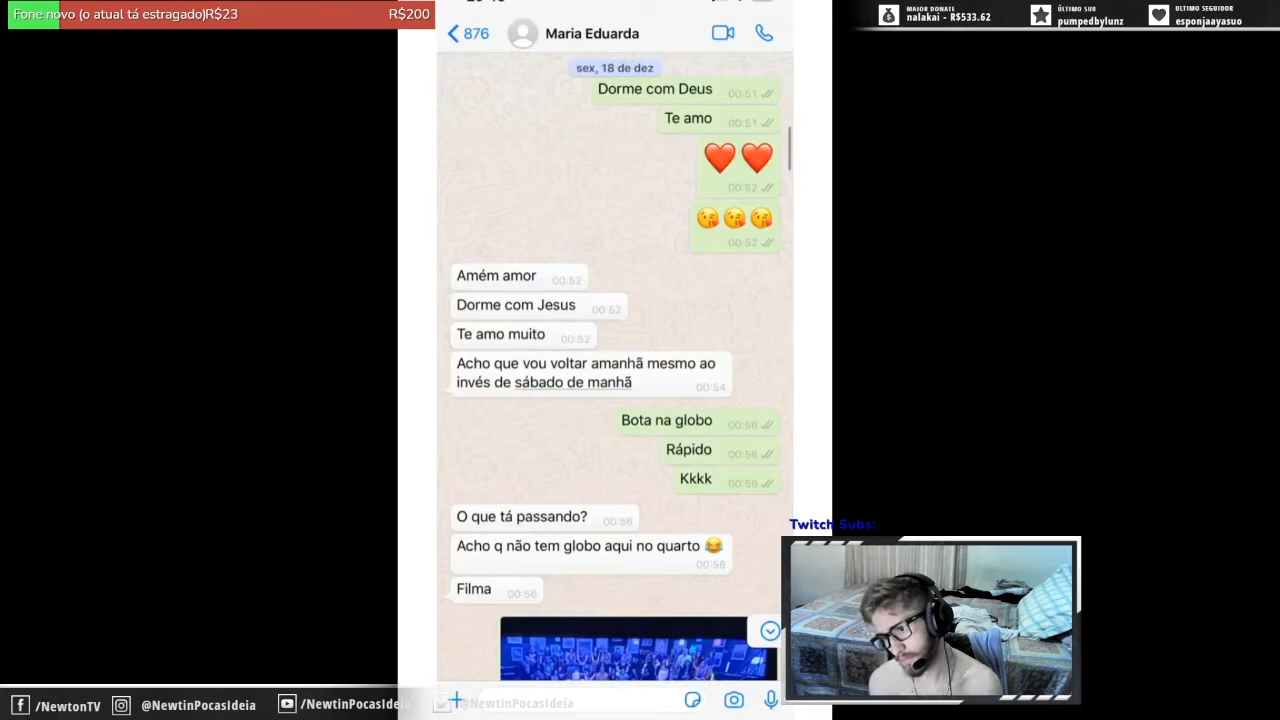 Fone novo (o atual tá estragado)R$23
R$200
MAIOR DONATE
nalakai - R$533.62
ÚLTIMO SUB
pumpedbylunz
ÚLTIMO SEGUIDOR
esponjaayasuo
876
Maria Eduarda
sex, 18 de dez
Dorme com Deus 00:51
Te amo 00:51
00:52
00:52
Amém amor 00:52
Dorme com Jesus 00:52
Te amo muito 00:52
Acho que vou voltar amanhã mesmo ao
invés de sábado de manhã 00:54
Bota na globo 00:56
Rápido 00:56
Kkkk 00:56
O que tá passando? 00:56
Acho q não tem globo aqui no quarto 😂
00:56
Filma 00:56
Twitch Subs:
/NewtonTV
@NewtinPocasIdeia
/NewtinPocasIdeia
@NewtinPocasIdeia